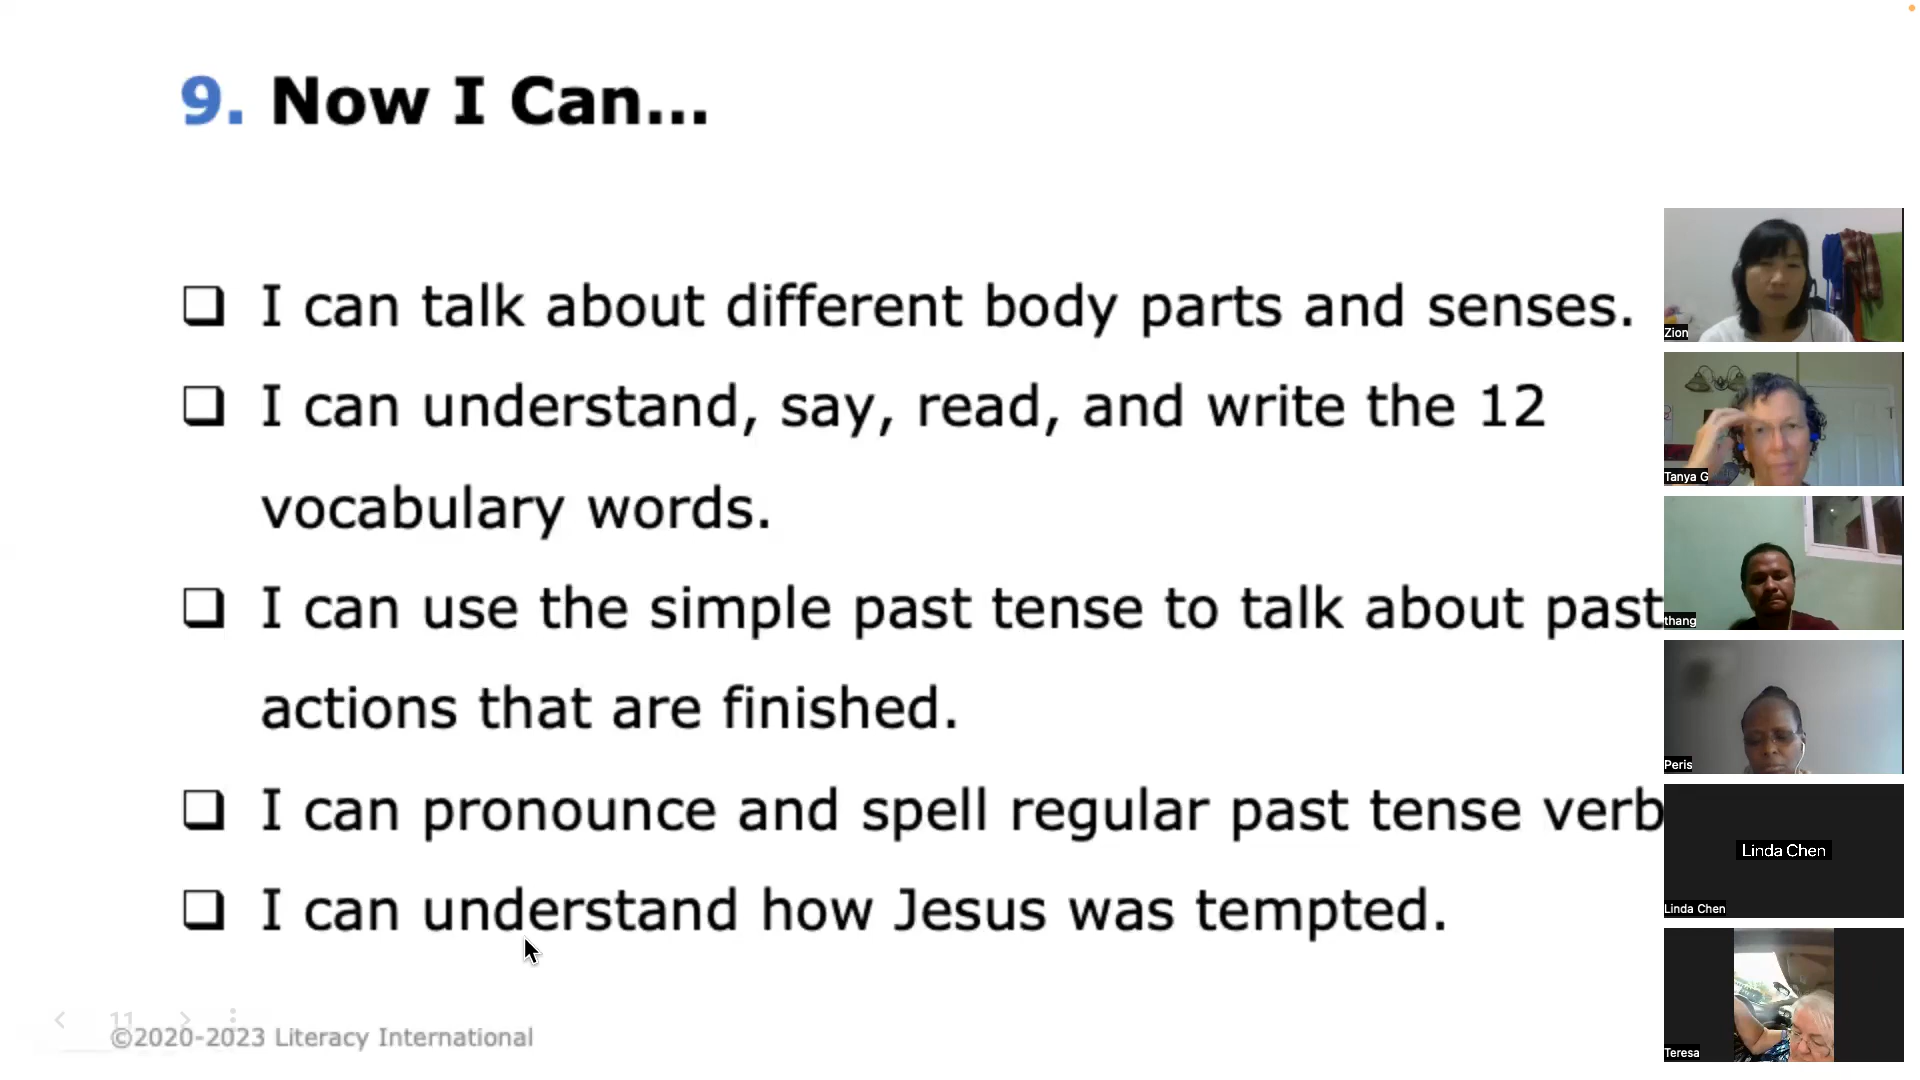 9. Now I Can...
❑ I can talk about different body parts and senses.
❑ I can understand, say, read, and write the 12
vocabulary words.
❑ I can use the simple past tense to talk about past
actions that are finished.
❑ I can pronounce and spell regular past tense verb
❑ I can understand how Jesus was tempted.
11
©2020-2023 Literacy International
Zion
Tanya G
thang
Peris
Linda Chen
Linda Chen
Teresa